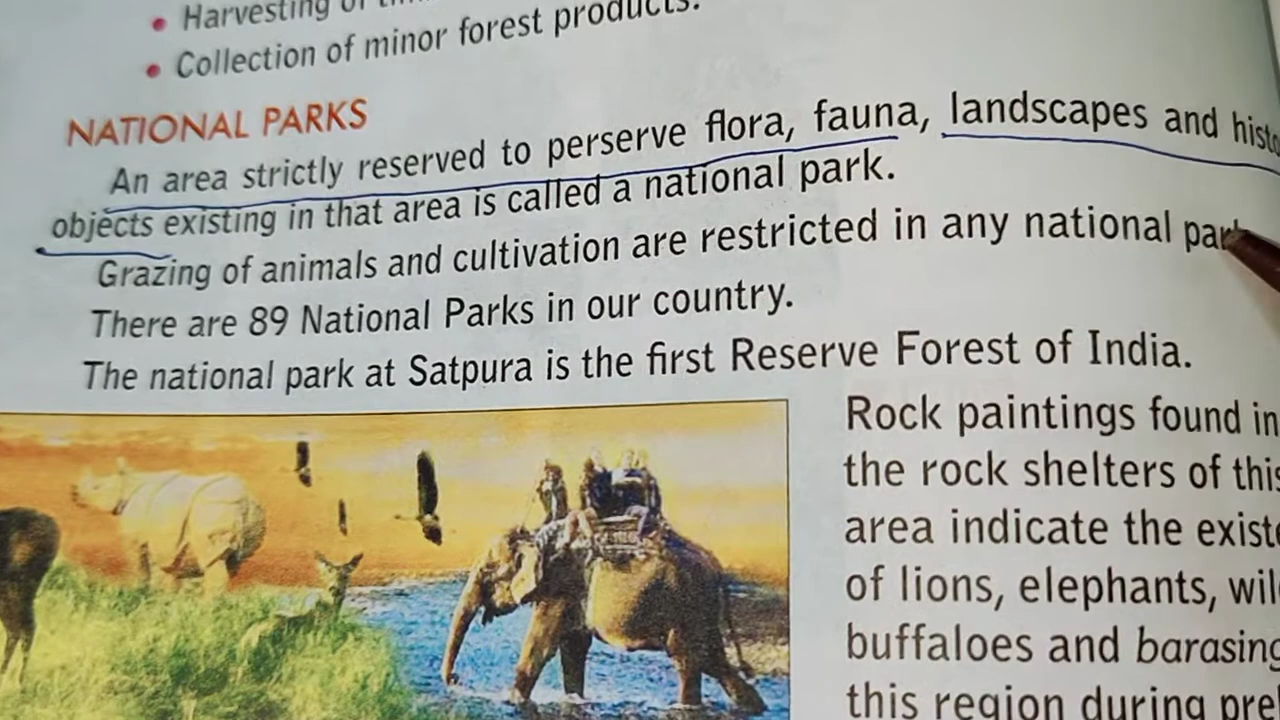 Harvesting of
Collection of minor forest products.
NATIONAL PARKS
An area strictly reserved to perserve flora, fauna, landscapes and
objects existing in that area is called a national park.
Grazing of animals and cultivation are restricted in any national
There are 89 National Parks in our country.
The national park at Satpura is the first Reserve Forest of India.
Rock paintings found in
the rock shelters of this
area indicate the
of lions, elephants,
buffaloes and
this region during